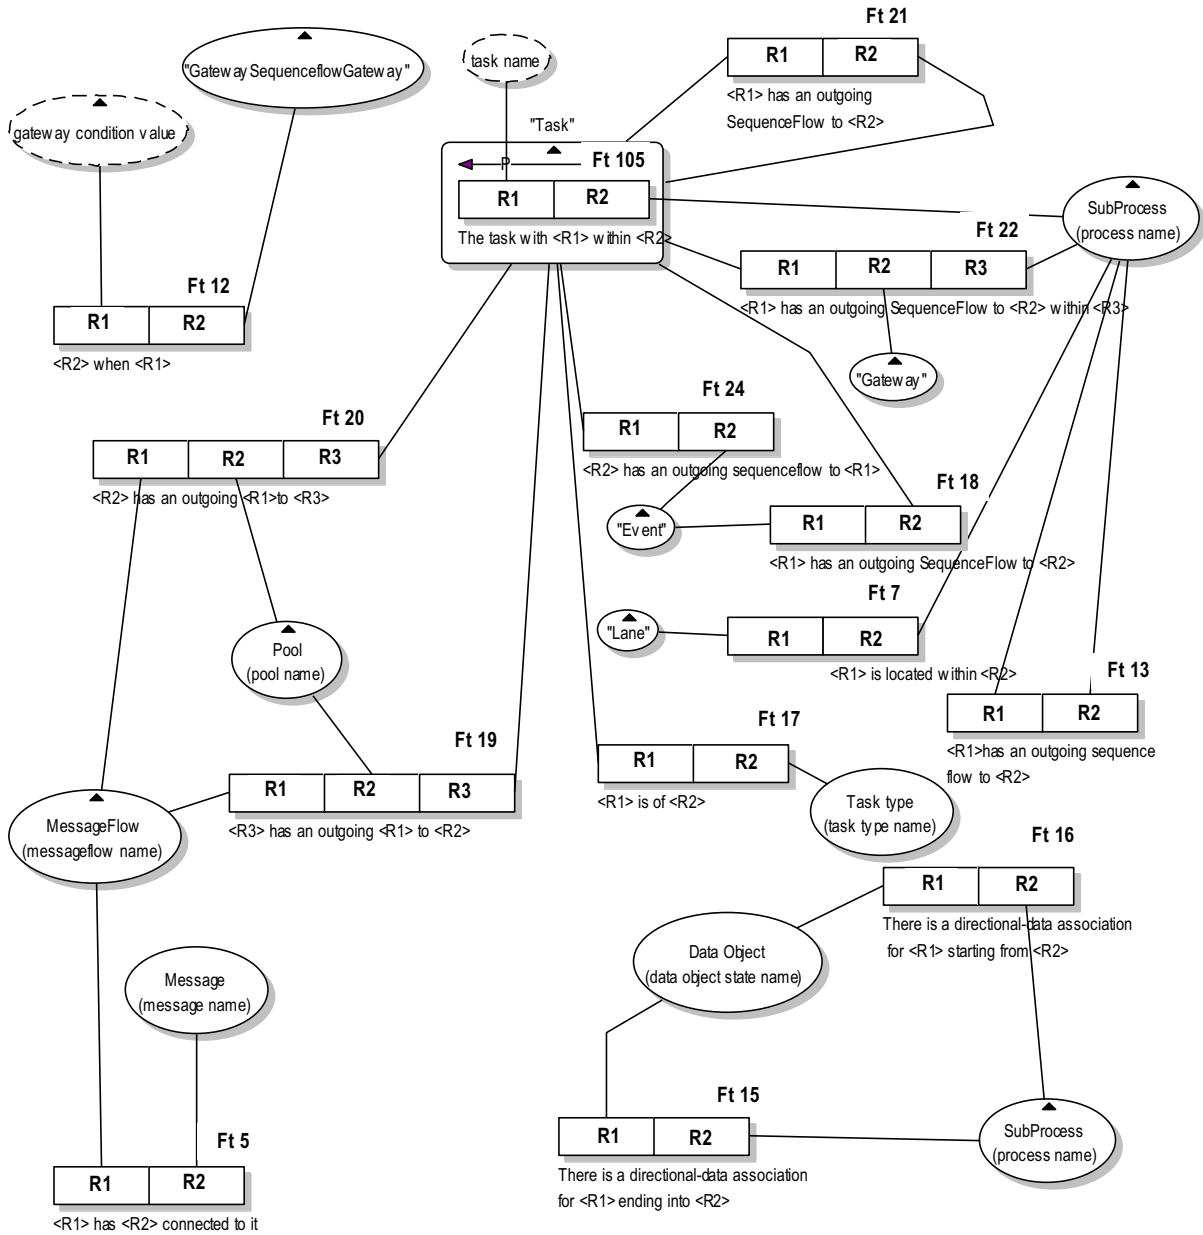 Ft 21
R1 R2
<R1> has an outgoing
SequenceFlow to <R2>
task name
"GatewaySequenceflowGateway"
gateway condition value
"Task"
P
Ft 105
R1 R2
The task with <R1> within <R2>
SubProcess
(process name)
Ft 22
R1 R2 R3
<R1> has an outgoing SequenceFlow to <R2> within <R3>
"Gateway"
Ft 12
R1 R2
<R2> when <R1>
Ft 20
R1 R2 R3
<R2> has an outgoing <R1>to <R3>
Ft 24
R1 R2
<R2> has an outgoing sequenceflow to <R1>
"Event"
Ft 18
R1 R2
<R1> has an outgoing SequenceFlow to <R2>
Ft 7
"Lane"
R1 R2
<R1> is located within <R2>
Pool
(pool name)
Ft 13
R1 R2
<R1>has an outgoing sequence
flow to <R2>
Ft 17
R1 R2
<R1> is of <R2>
Task type
(task type name)
Ft 19
R1 R2 R3
<R3> has an outgoing <R1> to <R2>
MessageFlow
(messageflow name)
Ft 16
R1 R2
There is a directional-data association
for <R1> starting from <R2>
Data Object
(data object state name)
Message
(message name)
Ft 15
R1 R2
There is a directional-data association
for <R1> ending into <R2>
SubProcess
(process name)
Ft 5
R1 R2
<R1> has <R2> connected to it